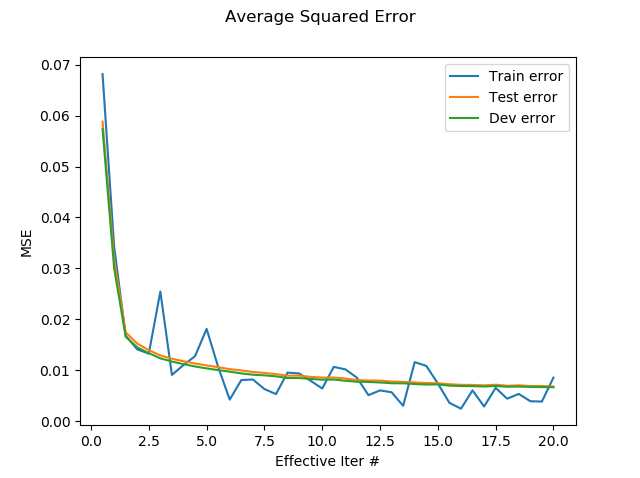 Average Squared Error
0.07
0.06
0.05
0.04
0.03
0.02
0.01
0.00
MSE
Train error
Test error
Dev error
0.0 2.5 5.0 7.5 10.0 12.5 15.0 17.5 20.0
Effective Iter #